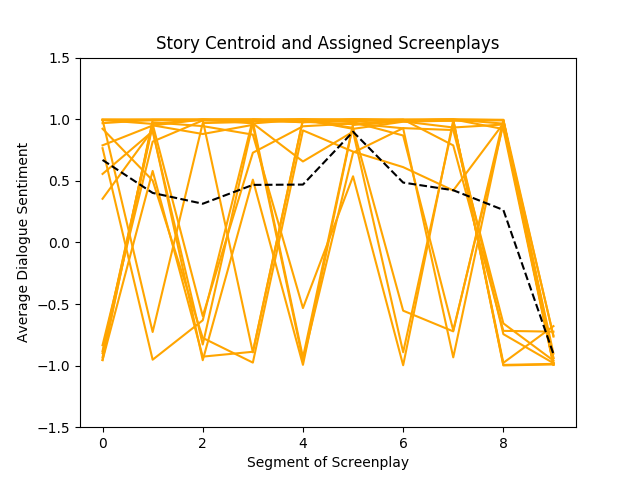 Story Centroid and Assigned Screenplays
1.5
1.0
0.5
0.0
−0.5
−1.0
−1.5
Average Dialogue Sentiment
0 2 4 6 8
Segment of Screenplay